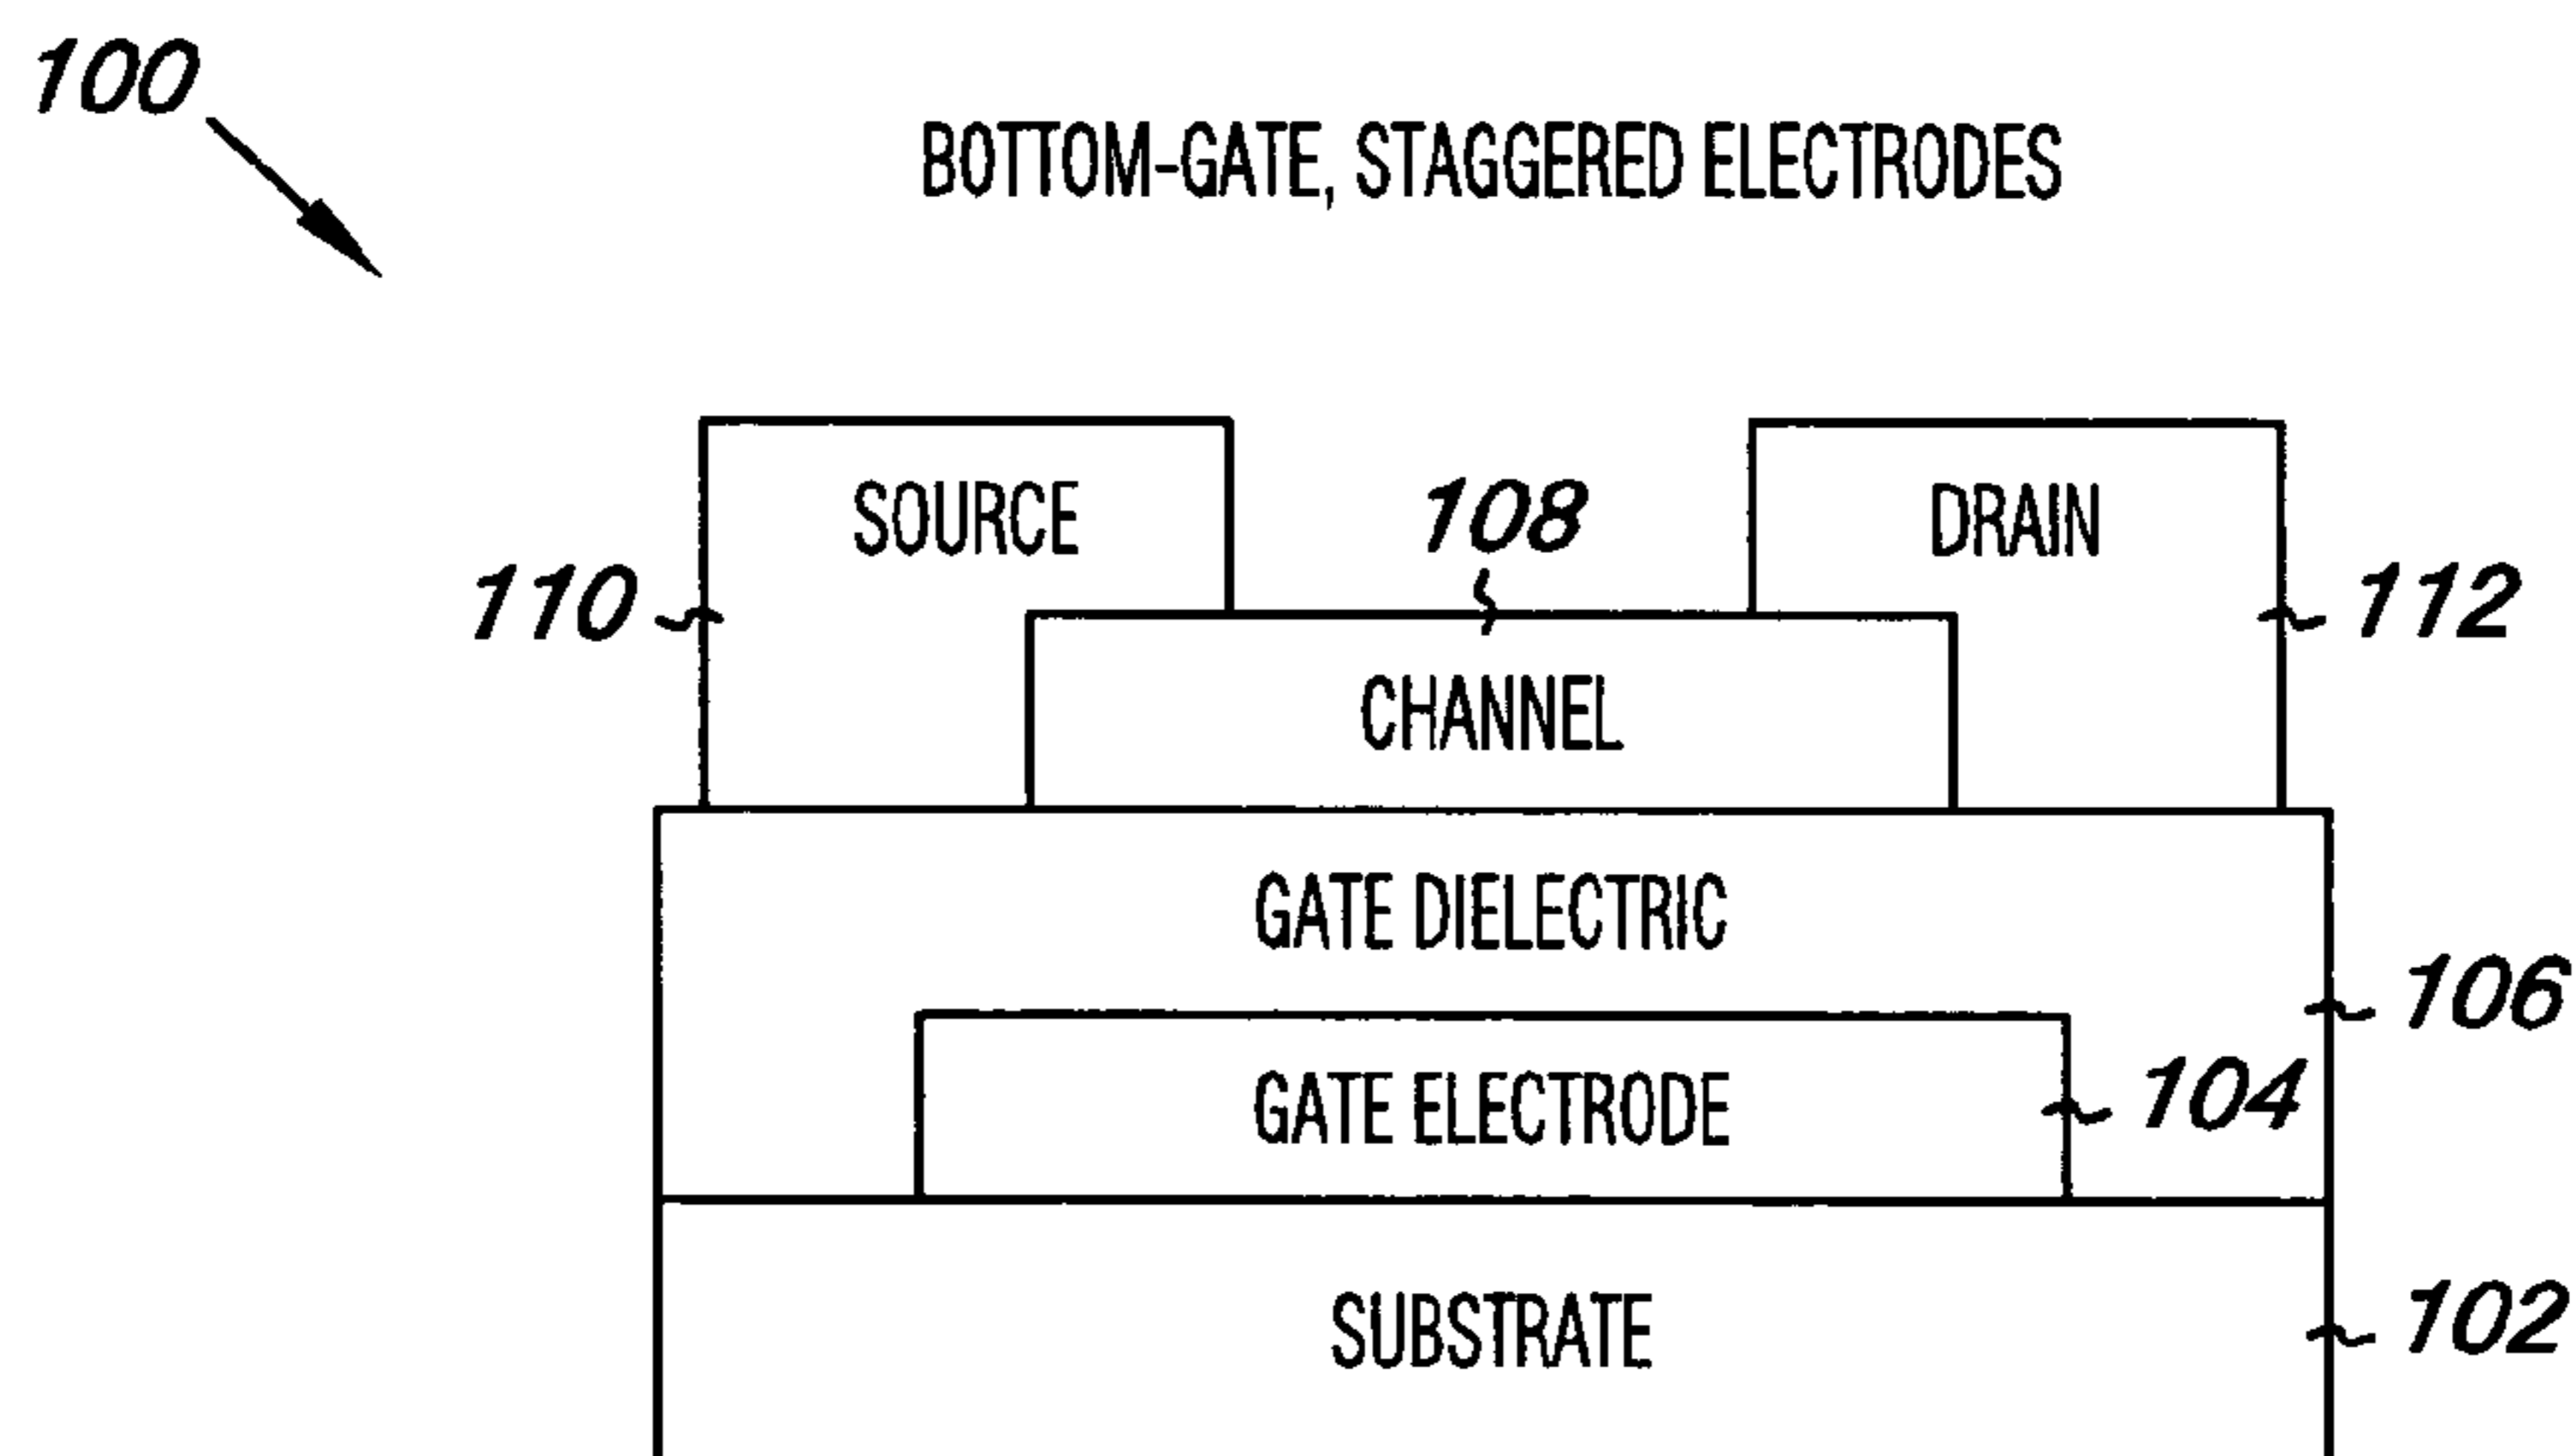 100
BOTTOM-GATE, STAGGERED ELECTRODES
SOURCE
108
DRAIN
110
112
CHANNEL
GATE DIELECTRIC
106
GATE ELECTRODE
104
SUBSTRATE
102